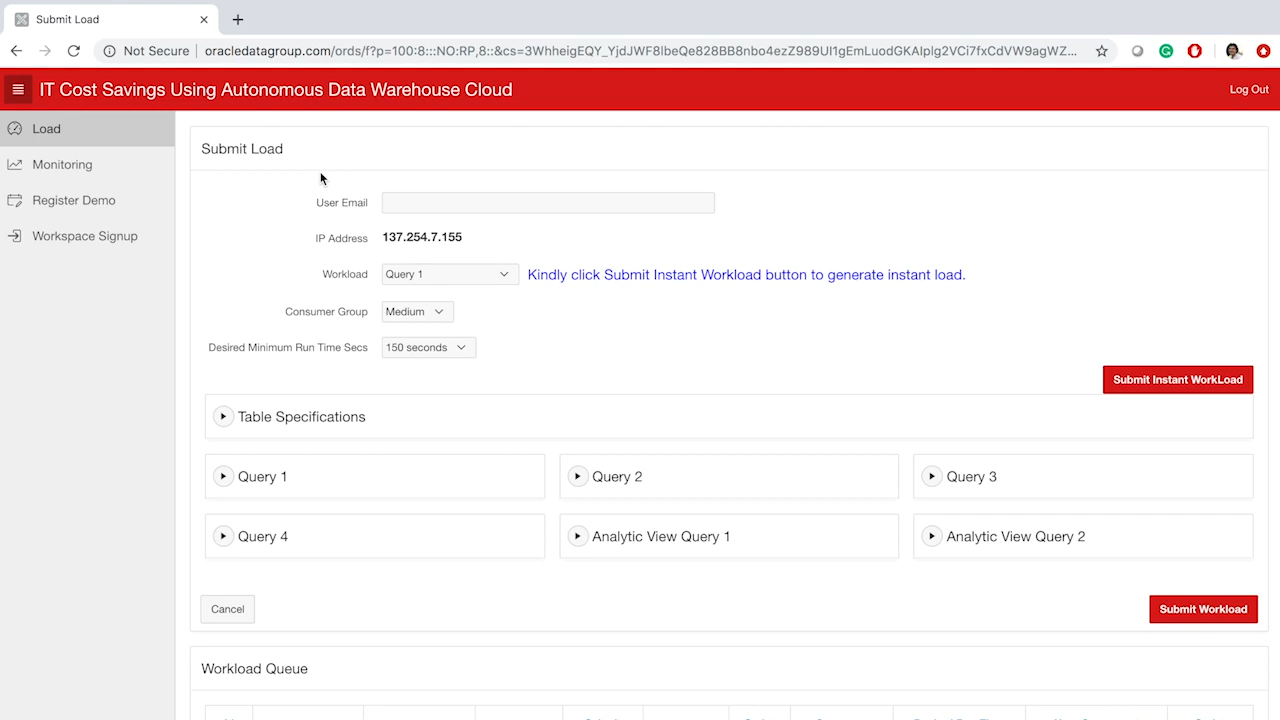 Submit Load
Not Secure
oracledatagroup.com/ords/f?p=100:8:::NO:RP,8::&cs=3WhheigEQY_YjdJWF8lbeQe828BB8nbo4ezZ989UI1gEmLuodGKAIplg2VCi7fxCdVW9agWZ...
IT Cost Savings Using Autonomous Data Warehouse Cloud
Log Out
Load
Monitoring
Register Demo
Workspace Signup
Submit Load
User Email
IP Address 137.254.7.155
Workload Query 1 Kindly click Submit Instant Workload button to generate instant load.
Consumer Group Medium
Desired Minimum Run Time Secs 150 seconds
Submit Instant WorkLoad
Table Specifications
Query 1 Query 2 Query 3
Query 4 Analytic View Query 1 Analytic View Query 2
Cancel Submit Workload
Workload Queue